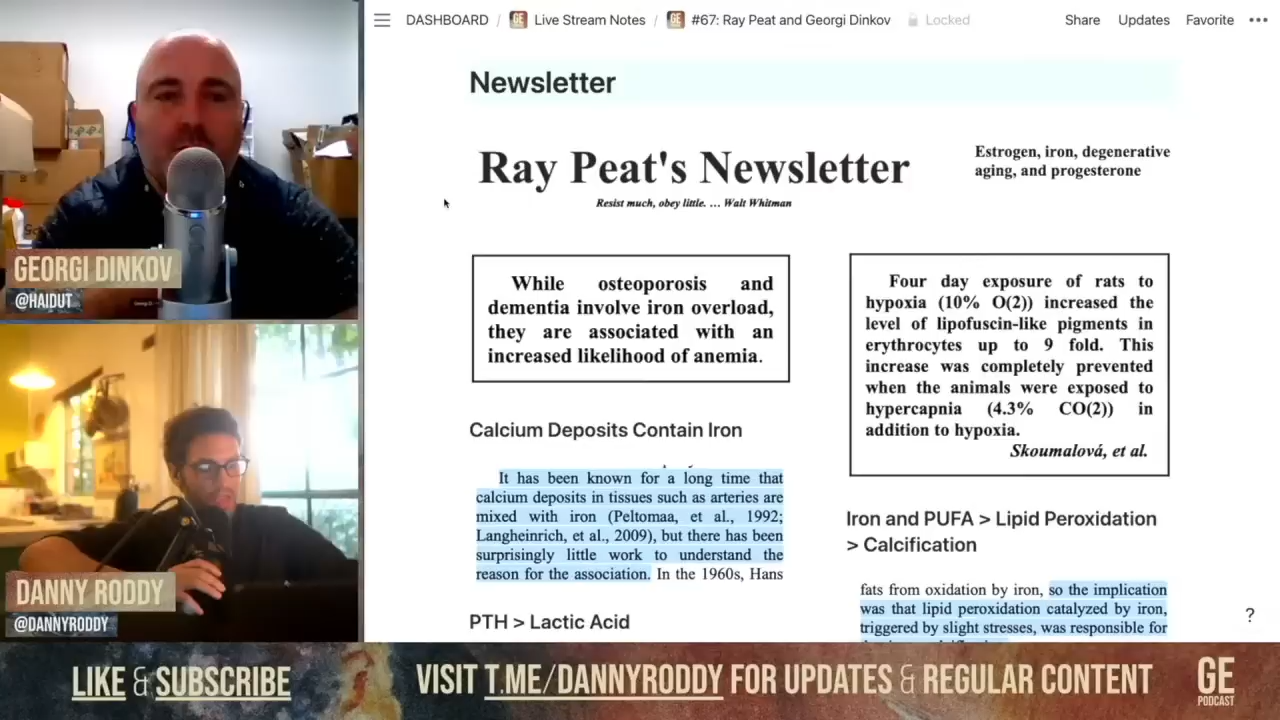 DASHBOARD / GE Live Stream Notes / GE #67: Ray Peat and Georgi Dinkov Locked Share Updates Favorite
Newsletter
Ray Peat's Newsletter
Resist much, obey little. ... Walt Whitman
Estrogen, iron, degenerative
aging, and progesterone
While osteoporosis and
dementia involve iron overload,
they are associated with an
increased likelihood of anemia.
Calcium Deposits Contain Iron
It has been known for a long time that
calcium deposits in tissues such as arteries are
mixed with iron (Peltomaa, et al., 1992;
Langheinrich, et al., 2009), but there has been
surprisingly little work to understand the
reason for the association. In the 1960s, Hans
PTH > Lactic Acid
Four day exposure of rats to
hypoxia (10% O(2)) increased the
level of lipofuscin-like pigments in
erythrocytes up to 9 fold. This
increase was completely prevented
when the animals were exposed to
hypercapnia (4.3% CO(2)) in
addition to hypoxia.
Skoumalová, et al.
Iron and PUFA > Lipid Peroxidation
> Calcification
fats from oxidation by iron, so the implication
was that lipid peroxidation catalyzed by iron,
triggered by slight stresses, was responsible for
?
GEORGI DINKOV
@HAIDUT
DANNY RODDY
@DANNYRODDY
LIKE & SUBSCRIBE
VISIT T.ME/DANNYRODDY FOR UPDATES & REGULAR CONTENT
GE
PODCAST